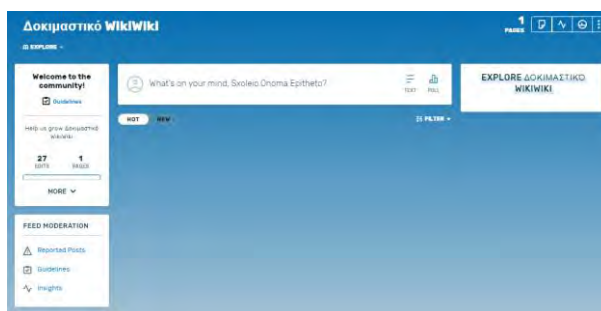 Δοκιμαστικό WikiWiki
1
PAGES
EXPLORE
Welcome to the
community!
Guidelines
Help us grow Δοκιμαστικό
WikiWiki
27
EDITS
1
PAGES
MORE
FEED MODERATION
Reported Posts
Guidelines
Insights
What's on your mind, Sxoleio Onoma Epitheto?
TEXT
POLL
HOT
NEW
FILTER
EXPLORE ΔΟΚΙΜΑΣΤΙΚΌ
WIKIWIKI